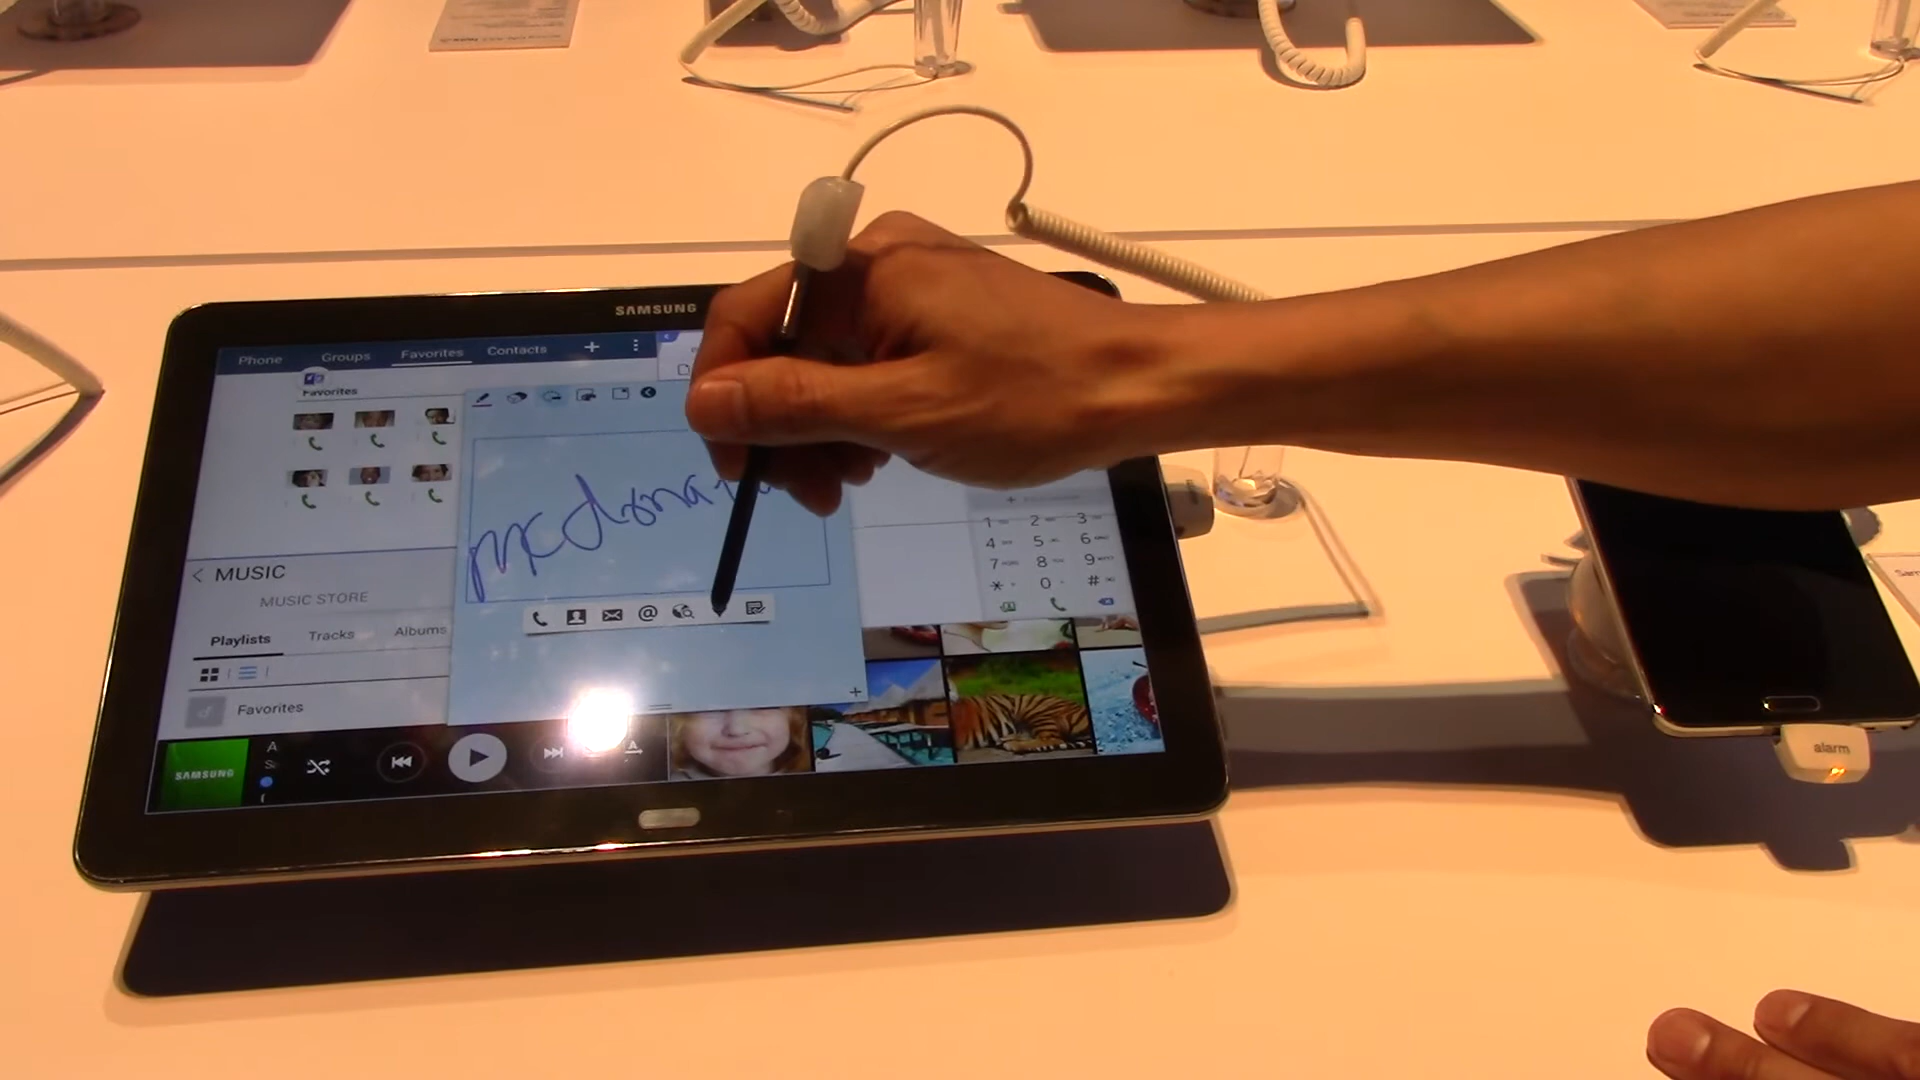 SAMSUNG
Phone Groups Favorites Contacts +
Favorites
1 2 3
4 5 6
7 8 9
* 0 #
< MUSIC
MUSIC STORE
Playlists Tracks Albums
Favorites
SAMSUNG
A
alarm